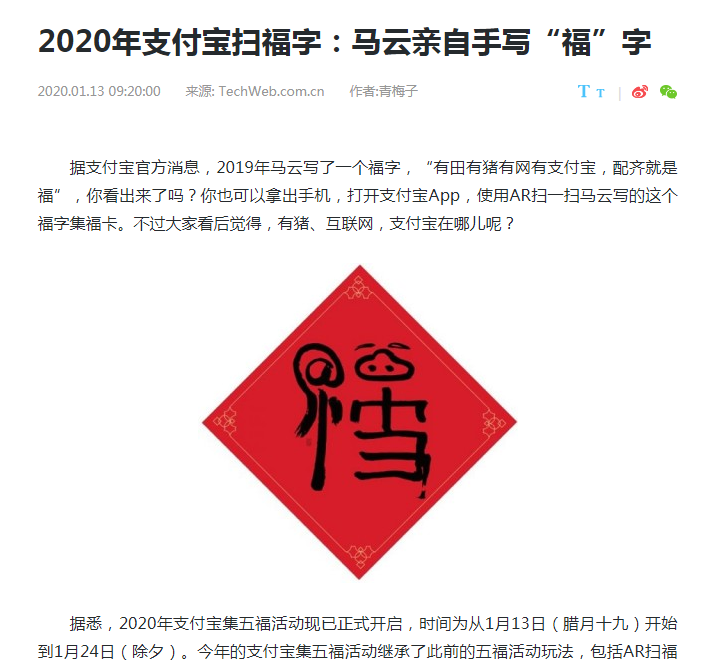 2020年支付宝扫福字：马云亲自手写“福”字
2020.01.13 09:20:00 来源: TechWeb.com.cn 作者:青梅子 T T |
据支付宝官方消息，2019年马云写了一个福字，“有田有猪有网有支付宝，配齐就是
福”，你看出来了吗？你也可以拿出手机，打开支付宝App，使用AR扫一扫马云写的这个
福字集福卡。不过大家看后觉得，有猪、互联网，支付宝在哪儿呢？
福
据悉，2020年支付宝集五福活动现已正式开启，时间为从1月13日（腊月十九）开始
到1月24日（除夕）。今年的支付宝集五福活动继承了此前的五福活动玩法，包括AR扫福